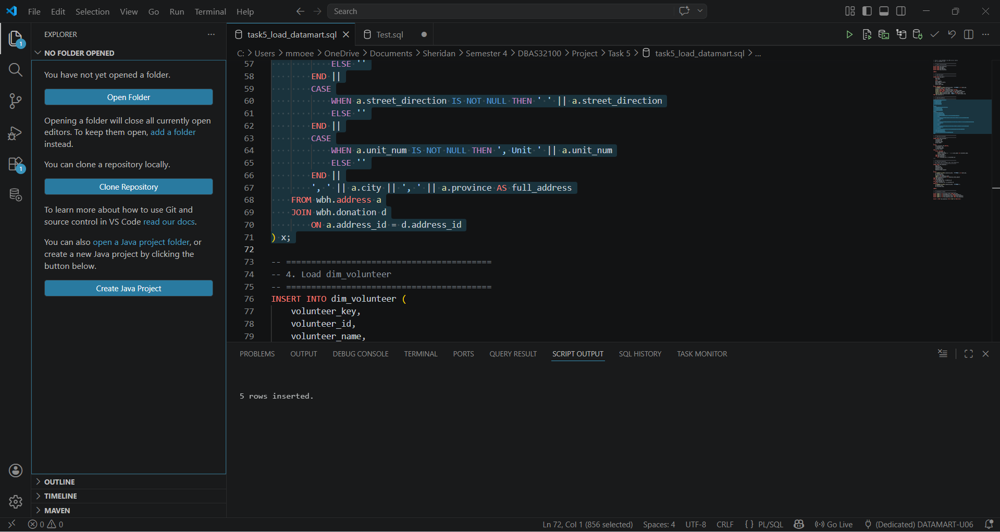 File Edit Selection View Go Run Terminal Help
Search
EXPLORER
NO FOLDER OPENED
You have not yet opened a folder.
Open Folder
Opening a folder will close all currently open
editors. To keep them open, add a folder
instead.
You can clone a repository locally.
Clone Repository
To learn more about how to use Git and
source control in VS Code read our docs.
You can also open a Java project folder, or
create a new Java project by clicking the
button below.
Create Java Project
OUTLINE
TIMELINE
MAVEN
1
1
task5_load_datamart.sql Test.sql
C: > Users > mmoee > OneDrive > Documents > Sheridan > Semester 4 > DBAS32100 > Project > Task 5 > task5_load_datamart.sql > ...
57 ELSE ''
58 END ||
59 CASE
60 WHEN a.street_direction IS NOT NULL THEN ' ' || a.street_direction
61 ELSE ''
62 END ||
63 CASE
64 WHEN a.unit_num IS NOT NULL THEN ', Unit ' || a.unit_num
65 ELSE ''
66 END ||
67 ', ' || a.city || ', ' || a.province AS full_address
68 FROM wbh.address a
69 JOIN wbh.donation d
70 ON a.address_id = d.address_id
71 ) x;
72
73 -- =========================================
74 -- 4. Load dim_volunteer
75 -- =========================================
76 INSERT INTO dim_volunteer (
77 volunteer_key,
78 volunteer_id,
79 volunteer_name,
PROBLEMS OUTPUT DEBUG CONSOLE TERMINAL PORTS QUERY RESULT SCRIPT OUTPUT SQL HISTORY TASK MONITOR
5 rows inserted.
0 0 Ln 72, Col 1 (856 selected) Spaces: 4 UTF-8 CRLF {} PL/SQL Go Live (Dedicated) DATAMART-U06